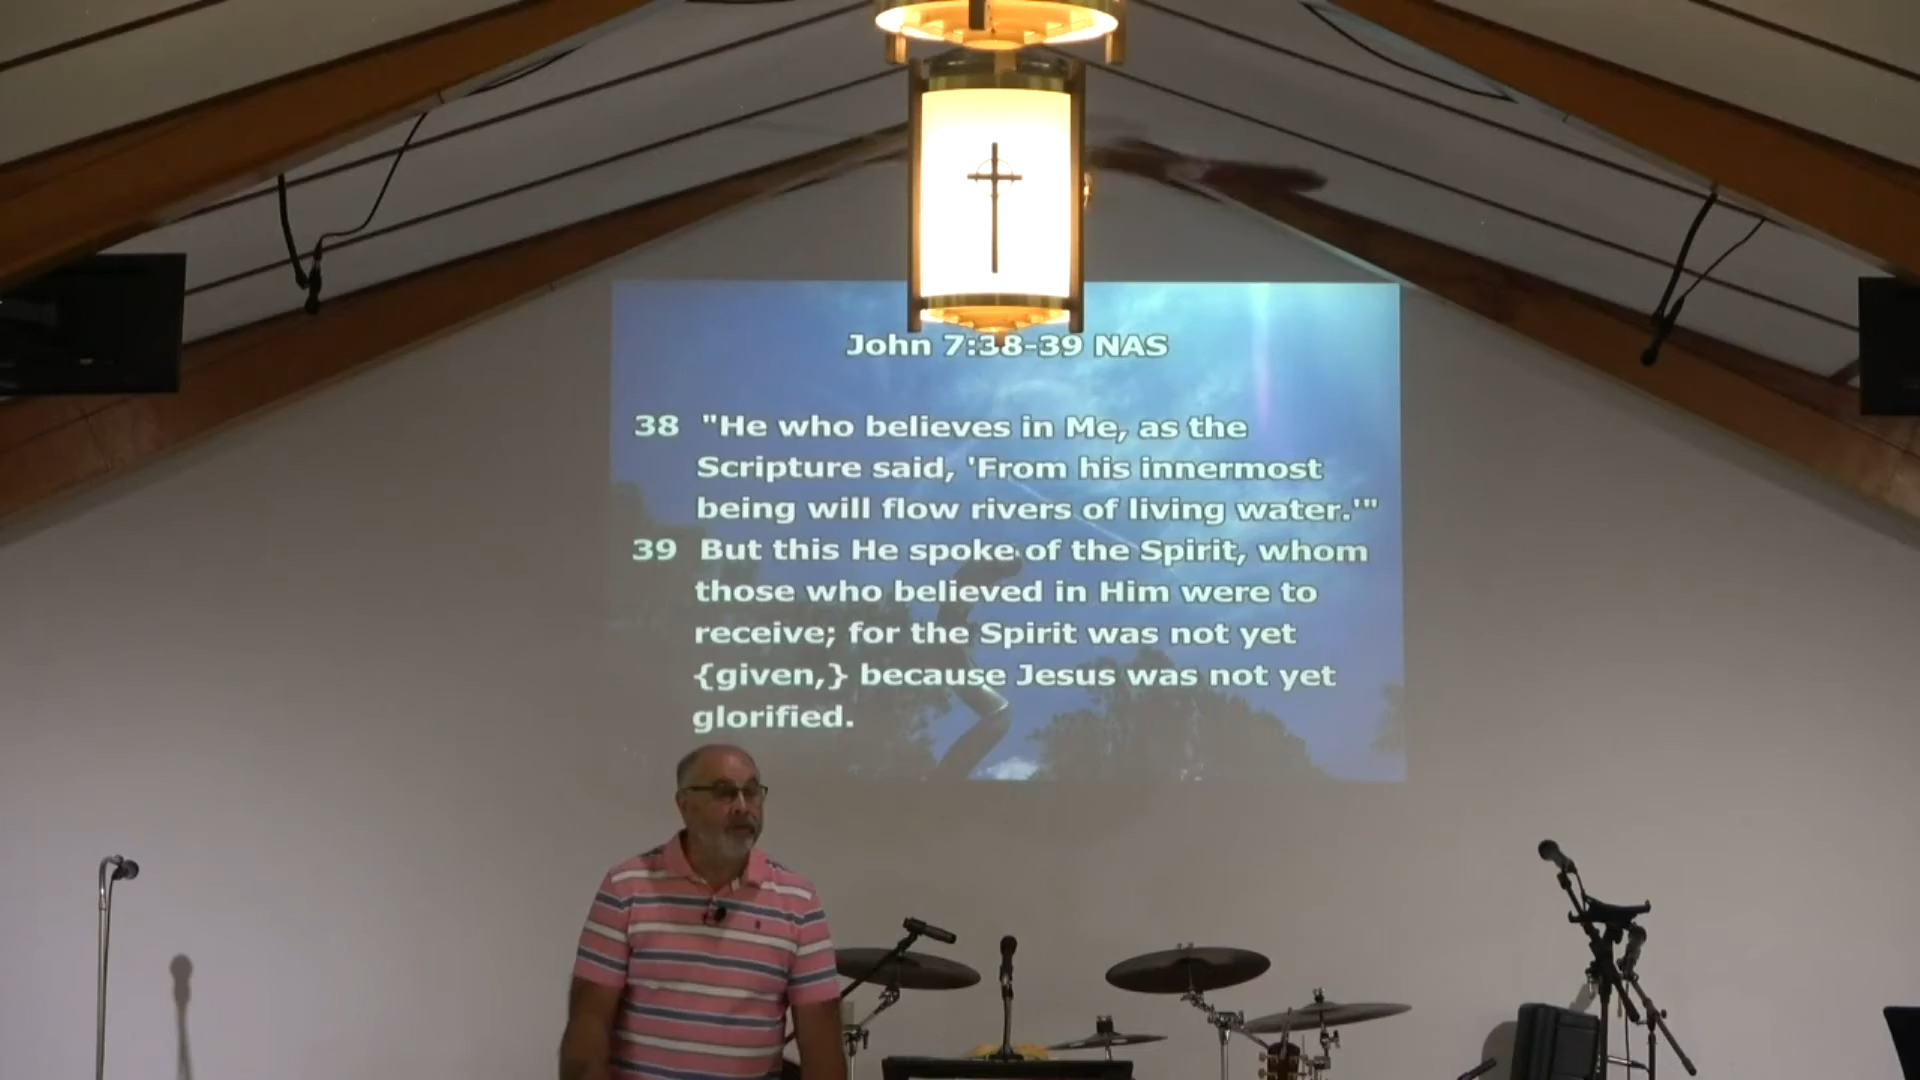 John 7:38-39 NAS
38 "He who believes in Me, as the
Scripture said, 'From his innermost
being will flow rivers of living water.'"
39 But this He spoke of the Spirit, whom
those who believed in Him were to
receive; for the Spirit was not yet
{given,} because Jesus was not yet
glorified.